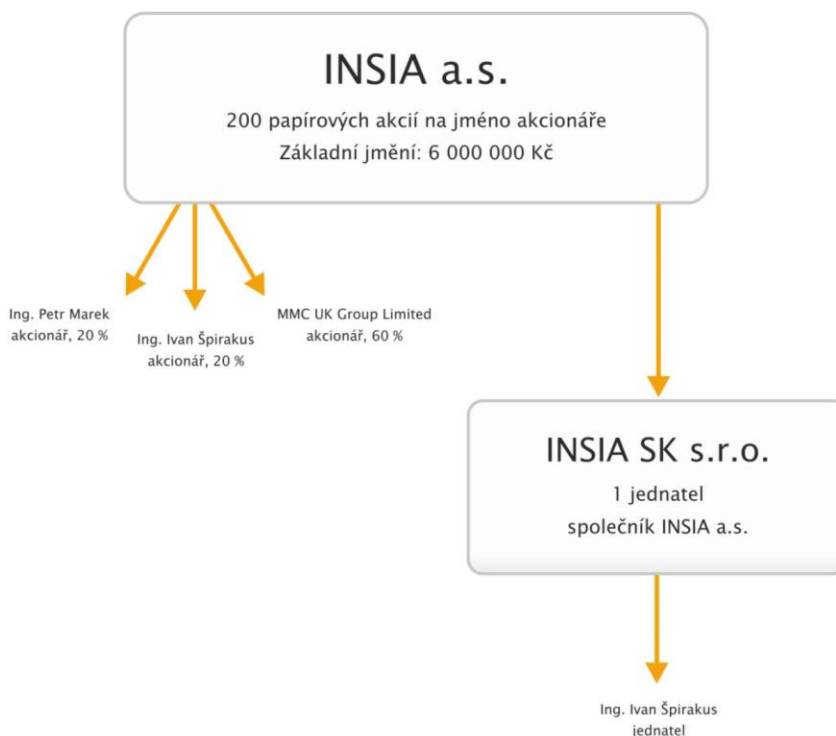 INSIA a.s.
200 papírových akcií na jméno akcionáře
Základní jmění: 6 000 000 Kč
Ing. Petr Marek
akcionář, 20 %
Ing. Ivan Špirakus
akcionář, 20 %
MMC UK Group Limited
akcionář, 60 %
INSIA SK s.r.o.
1 jednatel
společník INSIA a.s.
Ing. Ivan Špirakus
jednatel